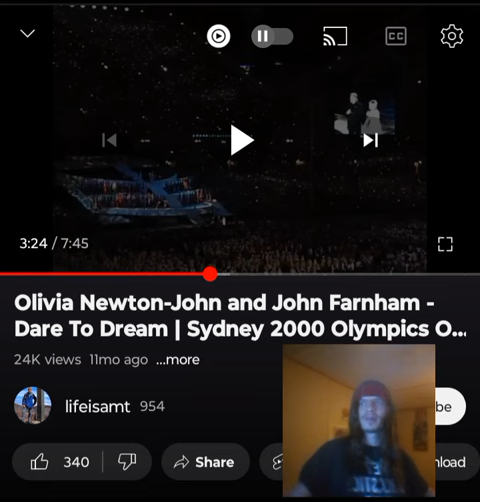 CC
3:24 / 7:45
Olivia Newton-John and John Farnham -
Dare To Dream | Sydney 2000 Olympics O...
24K views 11mo ago ...more
lifeisamt 954
be
340
Share
nload